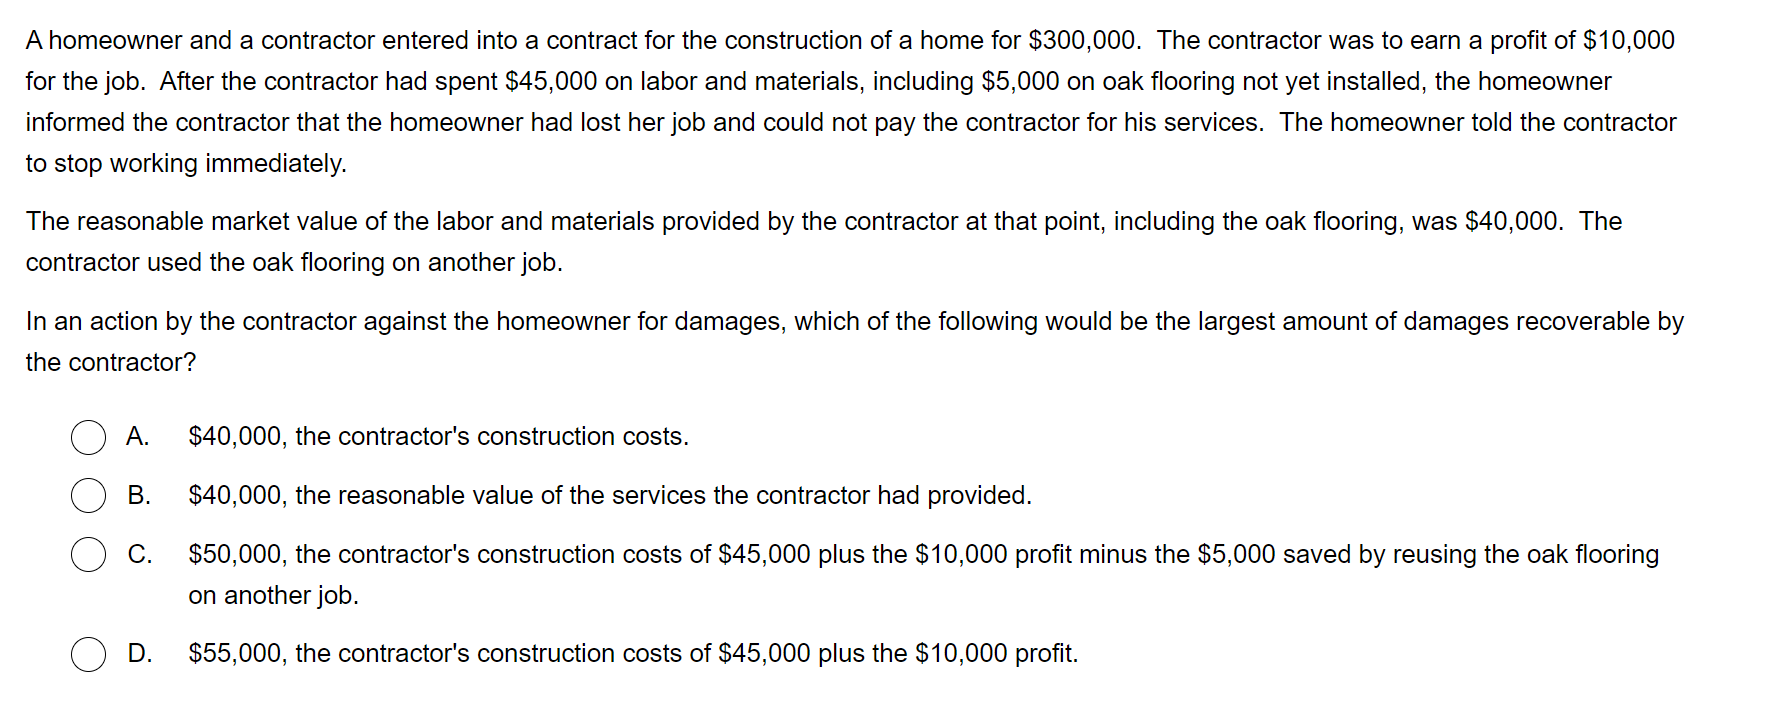 A homeowner and a contractor entered into a contract for the construction of a home for $300,000.  The contractor was to earn a profit of $10,000
for the job.  After the contractor had spent $45,000 on labor and materials, including $5,000 on oak flooring not yet installed, the homeowner
informed the contractor that the homeowner had lost her job and could not pay the contractor for his services.  The homeowner told the contractor
to stop working immediately.
The reasonable market value of the labor and materials provided by the contractor at that point, including the oak flooring, was $40,000.  The
contractor used the oak flooring on another job.
In an action by the contractor against the homeowner for damages, which of the following would be the largest amount of damages recoverable by
the contractor?
A. $40,000, the contractor's construction costs.
B. $40,000, the reasonable value of the services the contractor had provided.
C. $50,000, the contractor's construction costs of $45,000 plus the $10,000 profit minus the $5,000 saved by reusing the oak flooring
on another job.
D. $55,000, the contractor's construction costs of $45,000 plus the $10,000 profit.